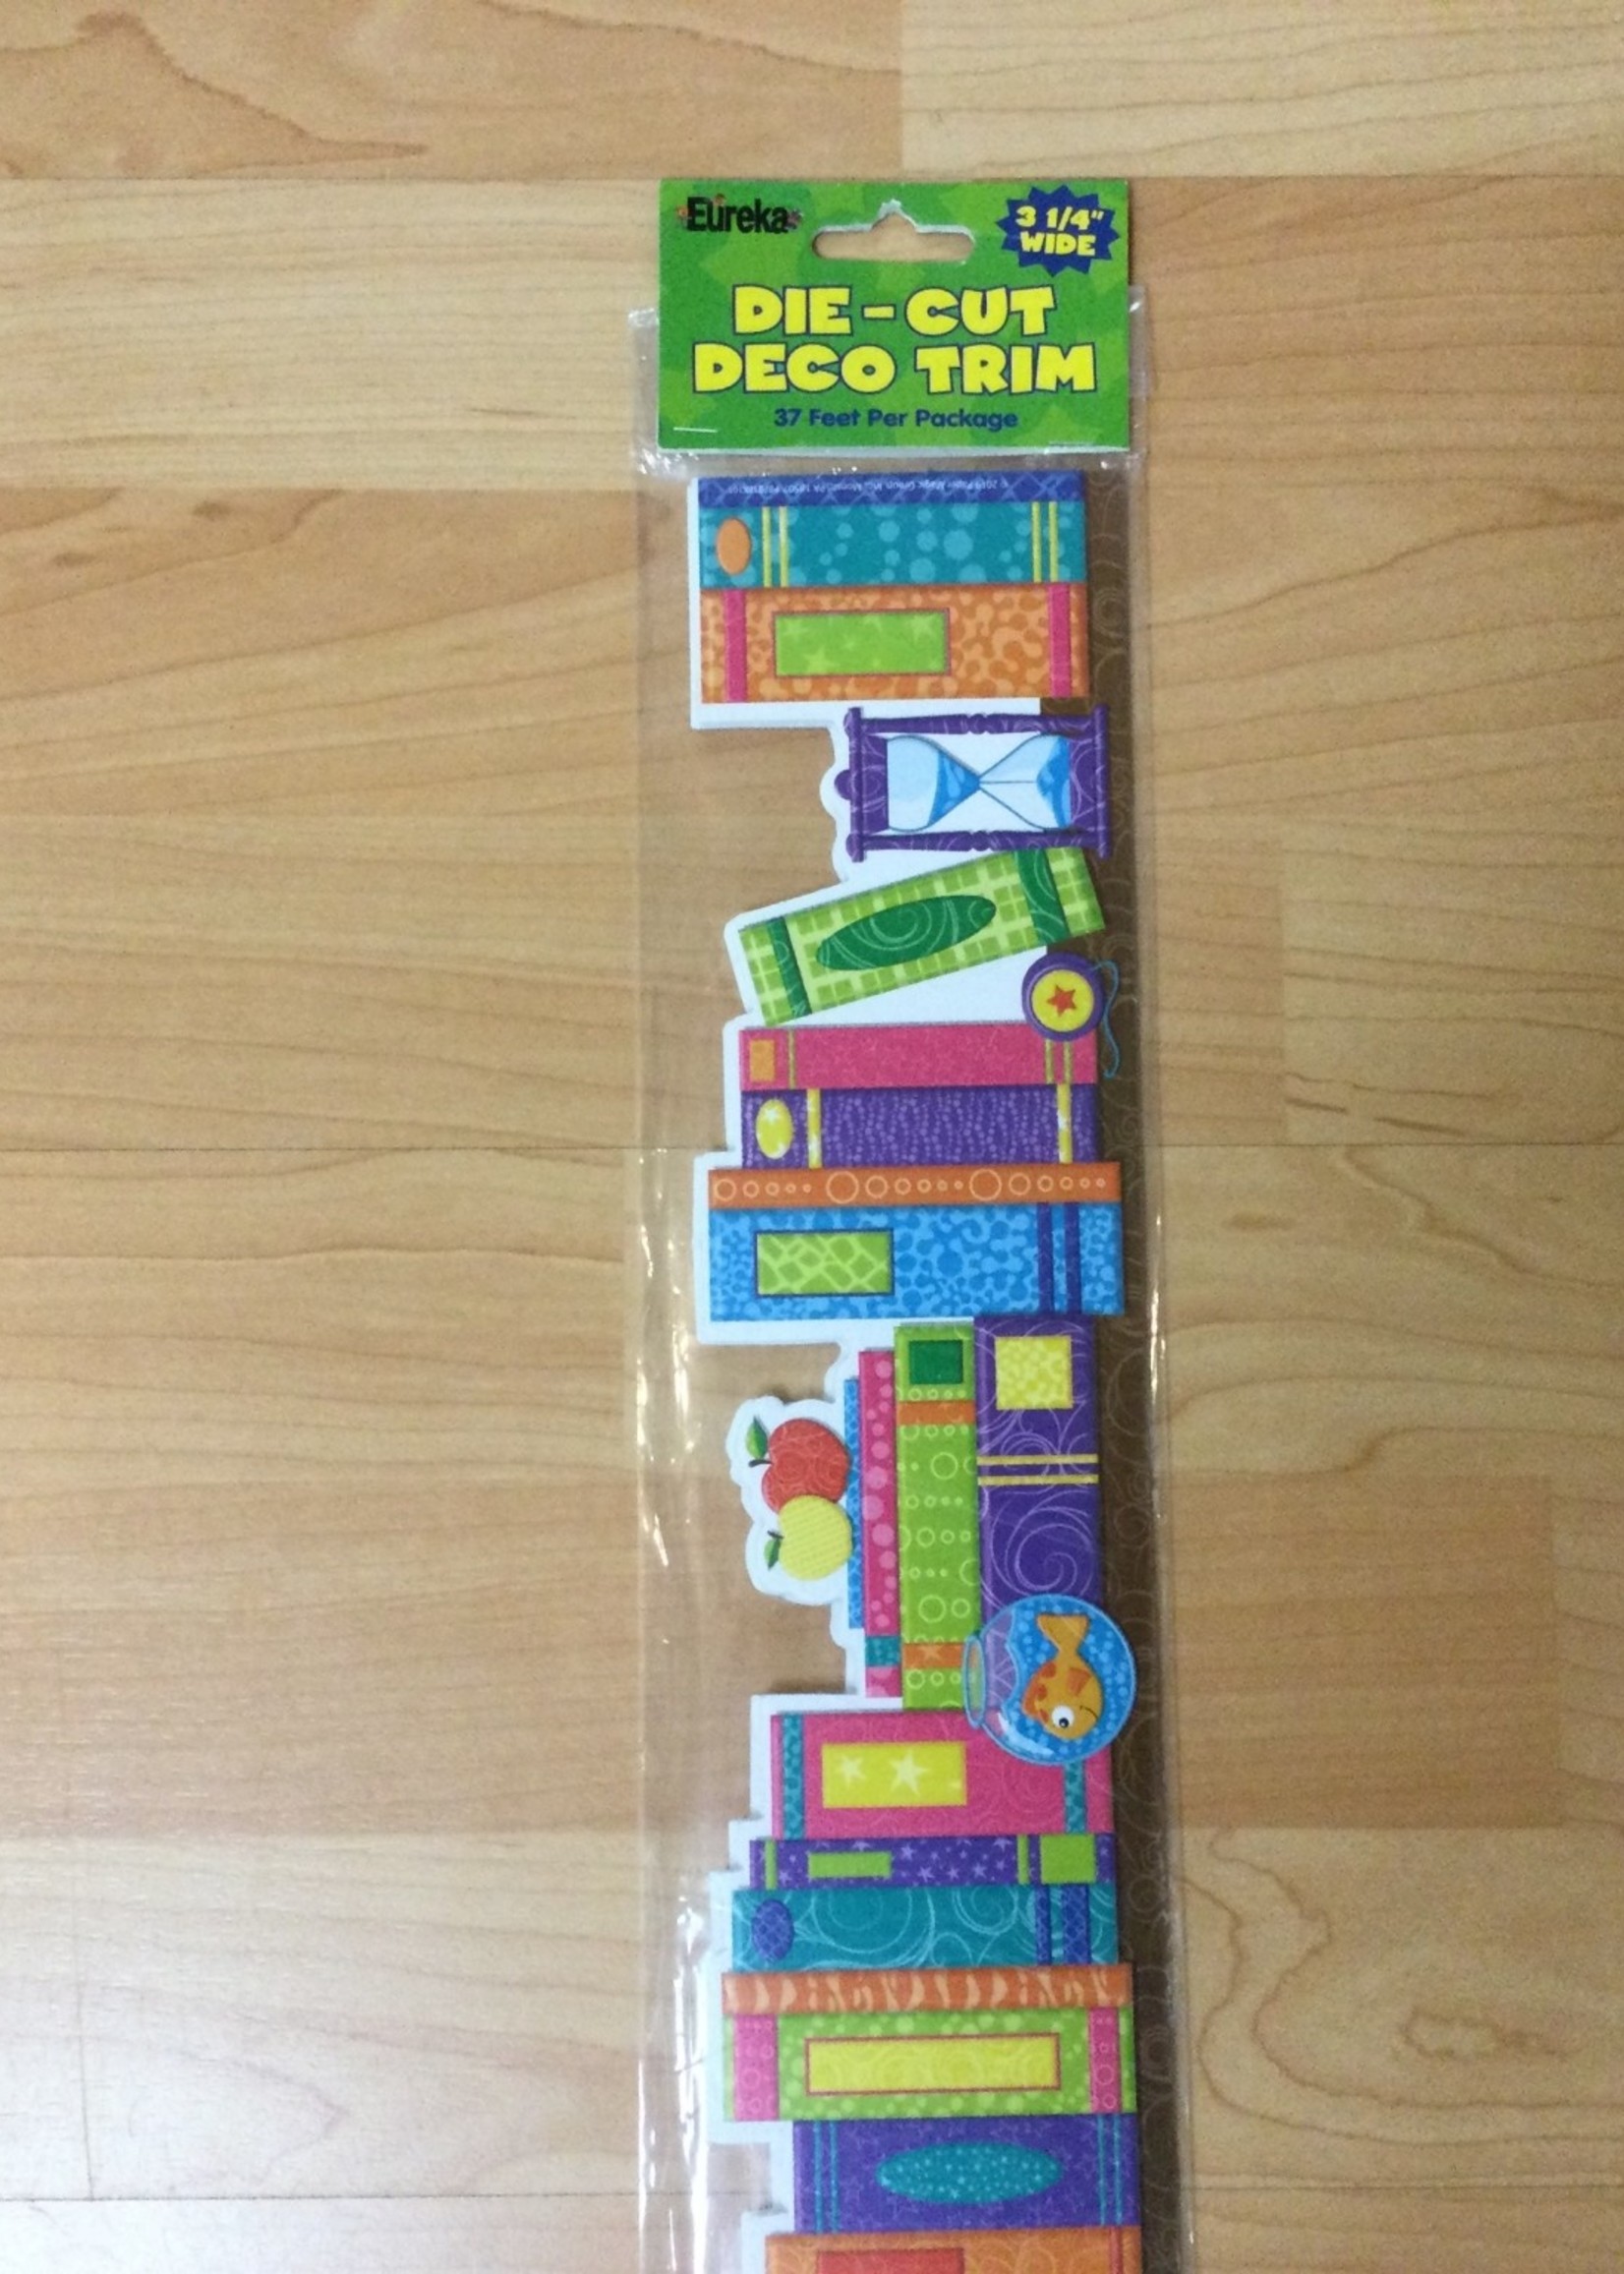 Eureka
3 1/4"
WIDE
DIE-CUT
DECO TRIM
37 Feet Per Package